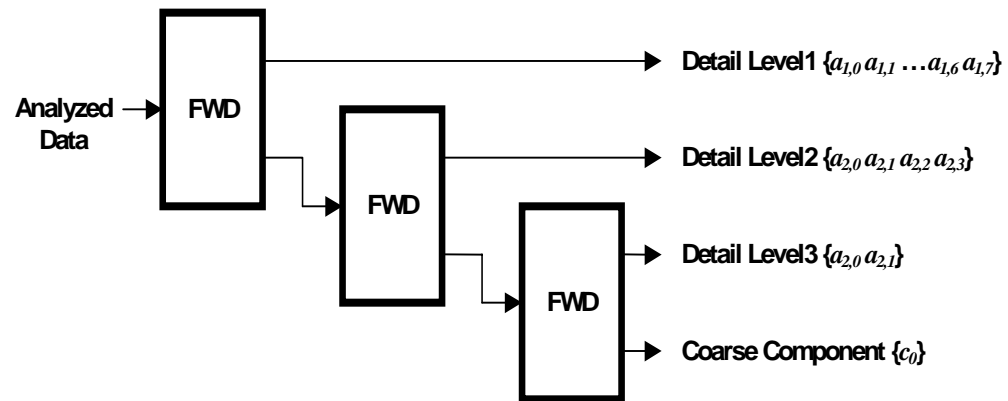 Detail Level1 {a1,0 a1,1 …a1,6 a1,7}
FWD
Analyzed
Data
Detail Level2 {a2,0 a2,1 a2,2 a2,3}
FWD
Detail Level3 {a2,0 a2,1}
FWD
Coarse Component {c0}